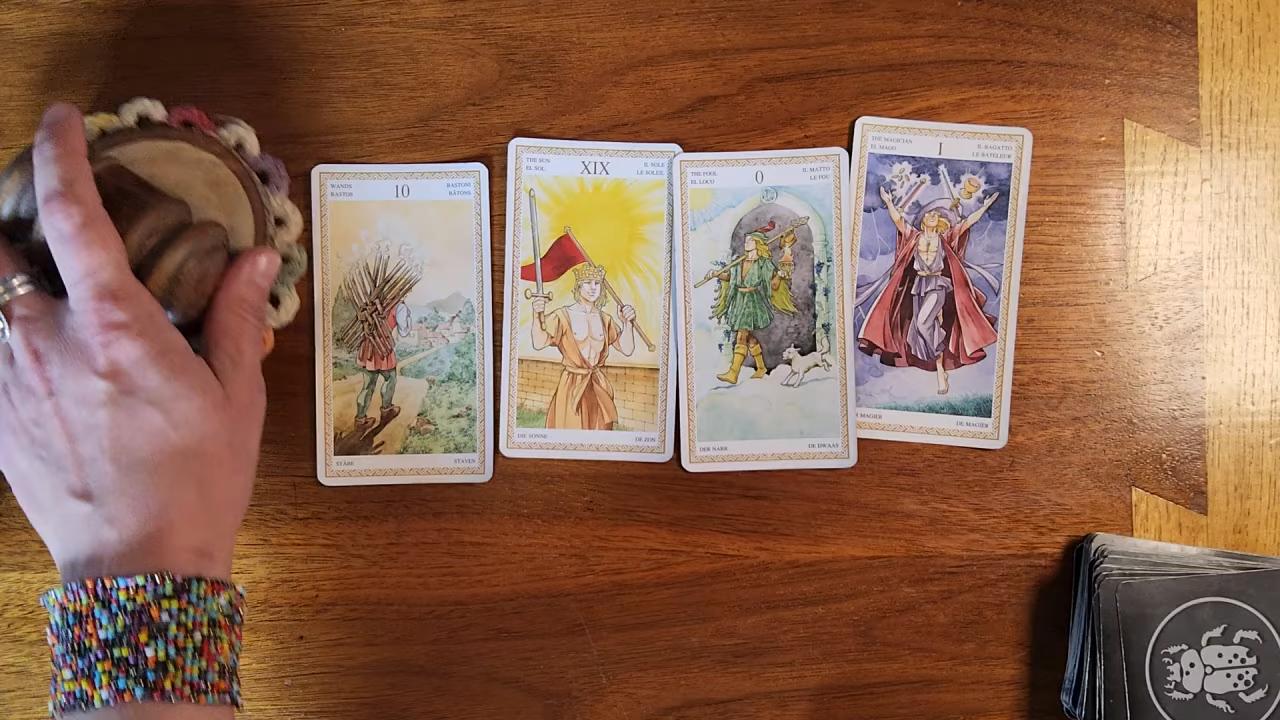 WANDS
BASTOS
10
BASTONI
BÂTONS
STÄBE
STAVEN
THE SUN
EL SOL
XIX
IL SOLE
LE SOLEIL
DIE SONNE
DE ZON
THE FOOL
EL LOCO
0
IL MATTO
LE FOU
DER NARR
DE DWAAS
THE MAGICIAN
EL MAGO
I
IL BAGATTO
LE BATELEUR
MAGIER
DE MAGIËR